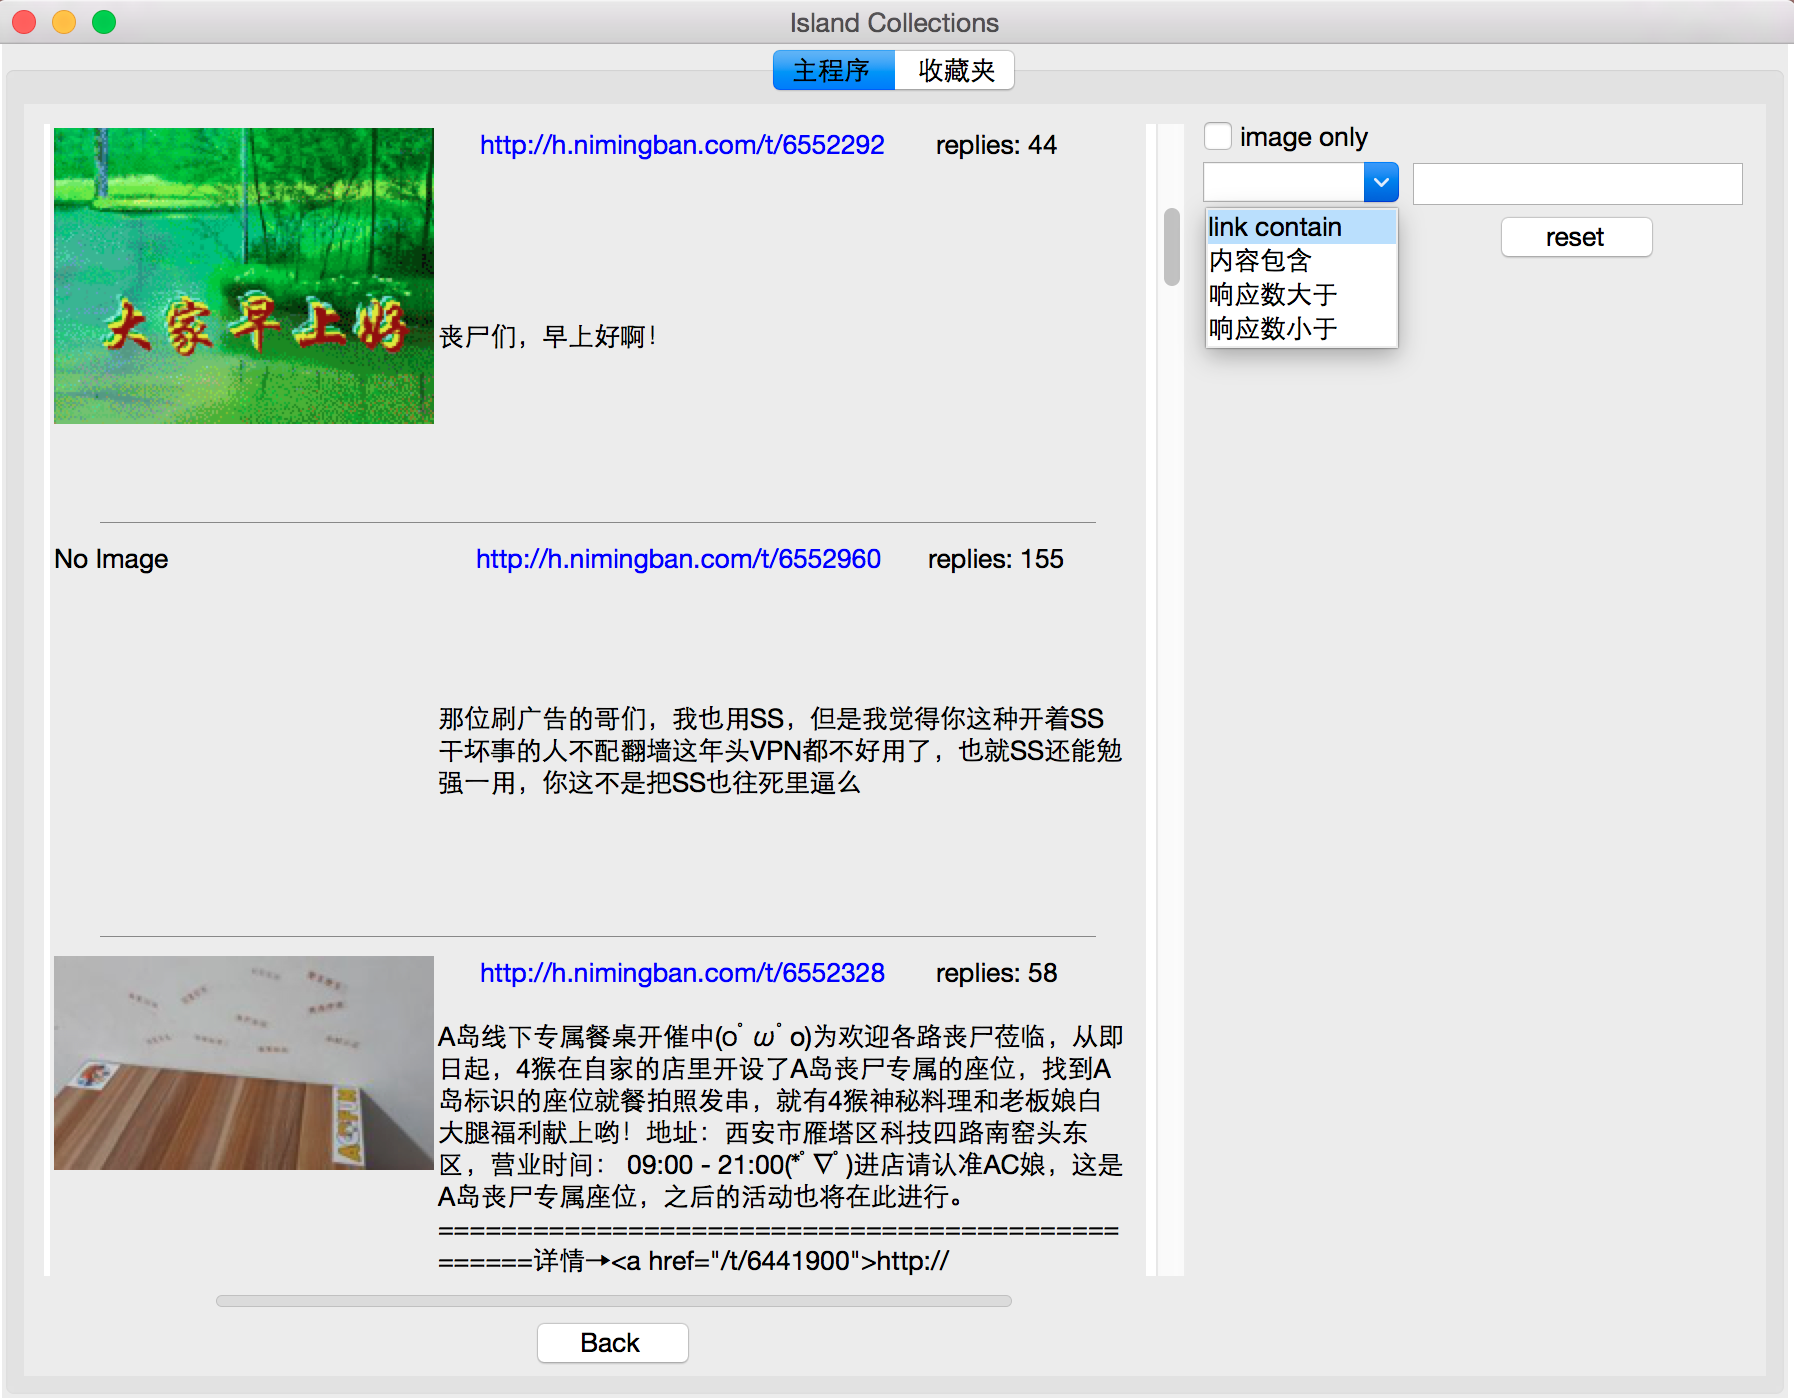 Island Collections
主程序 收藏夹
http://h.nimingban.com/t/6552292 replies: 44
大家早上好
丧尸们，早上好啊！
No Image http://h.nimingban.com/t/6552960 replies: 155
那位刷广告的哥们，我也用SS，但是我觉得你这种开着SS
干坏事的人不配翻墙这年头VPN都不好用了，也就SS还能勉
强一用，你这不是把SS也往死里逼么
http://h.nimingban.com/t/6552328 replies: 58
A岛线下专属餐桌开催中(oﾟωﾟo)为欢迎各路丧尸莅临，从即
日起，4猴在自家的店里开设了A岛丧尸专属的座位，找到A
岛标识的座位就餐拍照发串，就有4猴神秘料理和老板娘白
大腿福利献上哟！地址：西安市雁塔区科技四路南窑头东
区，营业时间： 09:00 - 21:00(*ﾟ∇ﾟ)进店请认准AC娘，这是
A岛丧尸专属座位，之后的活动也将在此进行。
===========================================
======详情→<a href="/t/6441900">http://
Back
image only
link contain
内容包含
响应数大于
响应数小于
reset